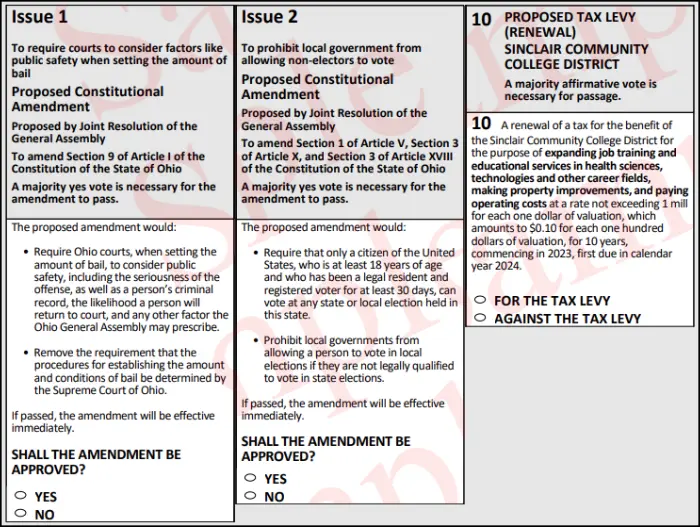 Issue 1
To require courts to consider factors like
public safety when setting the amount of
bail
Proposed Constitutional
Amendment
Proposed by Joint Resolution of the
General Assembly
To amend Section 9 of Article I of the
Constitution of the State of Ohio
A majority yes vote is necessary for the
amendment to pass.
The proposed amendment would:
• Require Ohio courts, when setting the
amount of bail, to consider public
safety, including the seriousness of the
offense, as well as a person's criminal
record, the likelihood a person will
return to court, and any other factor the
Ohio General Assembly may prescribe.
• Remove the requirement that the
procedures for establishing the amount
and conditions of bail be determined by
the Supreme Court of Ohio.
If passed, the amendment will be effective
immediately.
SHALL THE AMENDMENT BE
APPROVED?
YES
NO
Issue 2
To prohibit local government from
allowing non-electors to vote
Proposed Constitutional
Amendment
Proposed by Joint Resolution of the
General Assembly
To amend Section 1 of Article V, Section 3
of Article X, and Section 3 of Article XVIII
of the Constitution of the State of Ohio
A majority yes vote is necessary for the
amendment to pass.
The proposed amendment would:
• Require that only a citizen of the United
States, who is at least 18 years of age
and who has been a legal resident and
registered voter for at least 30 days, can
vote at any state or local election held in
this state.
• Prohibit local governments from
allowing a person to vote in local
elections if they are not legally qualified
to vote in state elections.
If passed, the amendment will be effective
immediately.
SHALL THE AMENDMENT BE
APPROVED?
YES
NO
10 PROPOSED TAX LEVY
(RENEWAL)
SINCLAIR COMMUNITY
COLLEGE DISTRICT
A majority affirmative vote is
necessary for passage.
10 A renewal of a tax for the benefit of
the Sinclair Community College District for
the purpose of expanding job training and
educational services in health sciences,
technologies and other career fields,
making property improvements, and paying
operating costs at a rate not exceeding 1 mill
for each one dollar of valuation, which
amounts to $0.10 for each one hundred
dollars of valuation, for 10 years,
commencing in 2023, first due in calendar
year 2024.
FOR THE TAX LEVY
AGAINST THE TAX LEVY